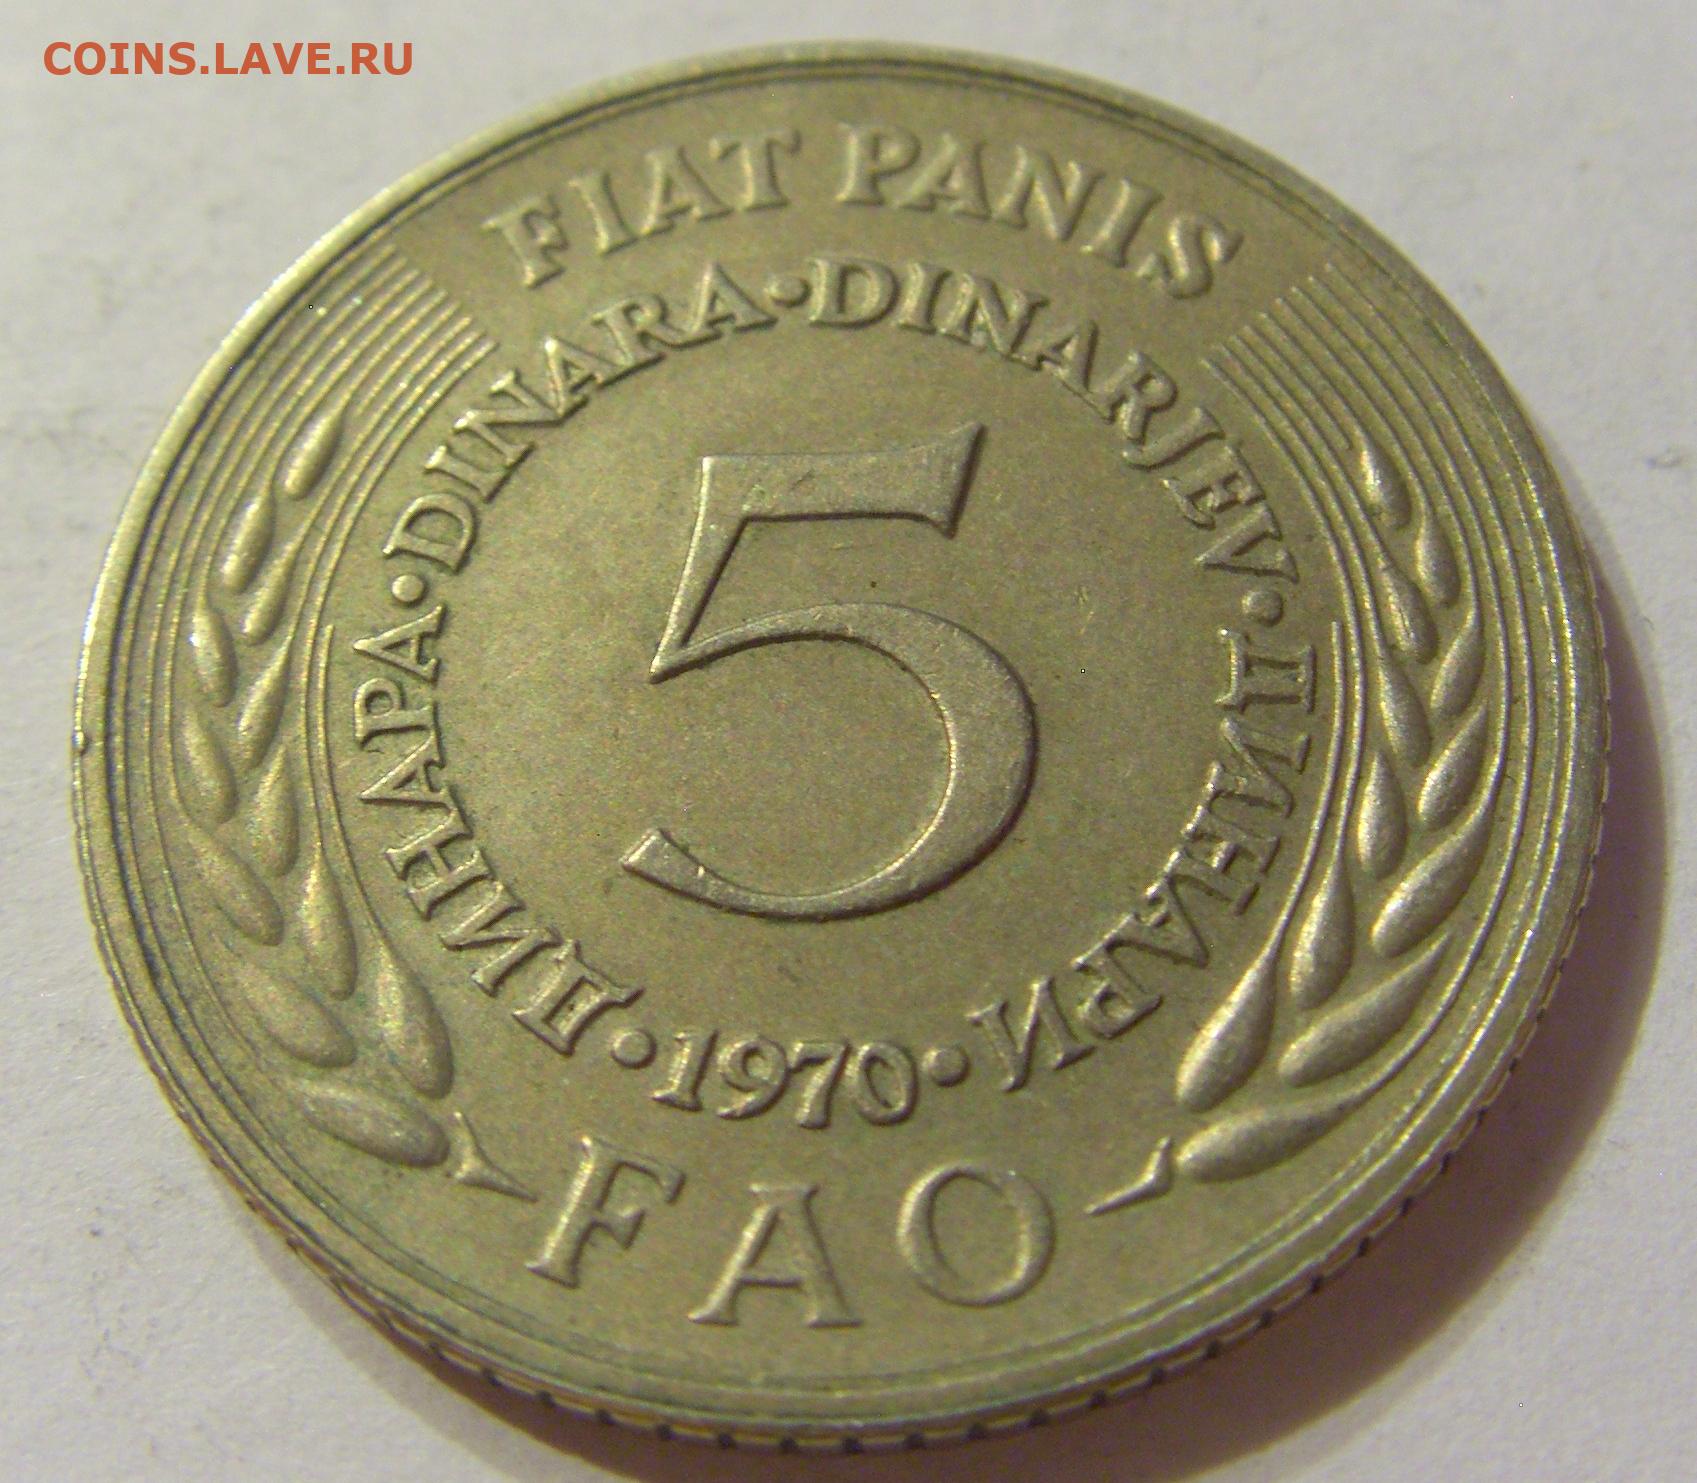 COINS.LAVE.RU
FIAT PANIS
ДИНАРА • DINARA • DINARJEV • ДИНАРИ • 1970 •
5
FAO